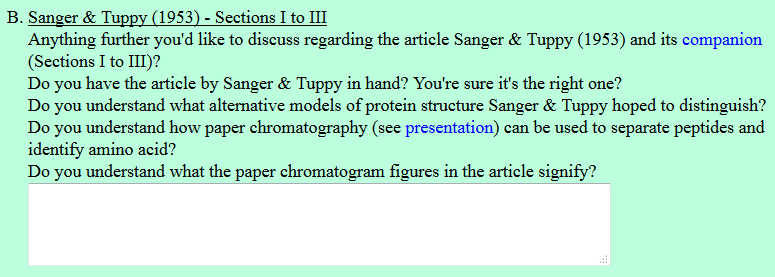 B. Sanger & Tuppy (1953) - Sections I to III
Anything further you'd like to discuss regarding the article Sanger & Tuppy (1953) and its companion
(Sections I to III)?
Do you have the article by Sanger & Tuppy in hand? You're sure it's the right one?
Do you understand what alternative models of protein structure Sanger & Tuppy hoped to distinguish?
Do you understand how paper chromatography (see presentation) can be used to separate peptides and
identify amino acid?
Do you understand what the paper chromatogram figures in the article signify?